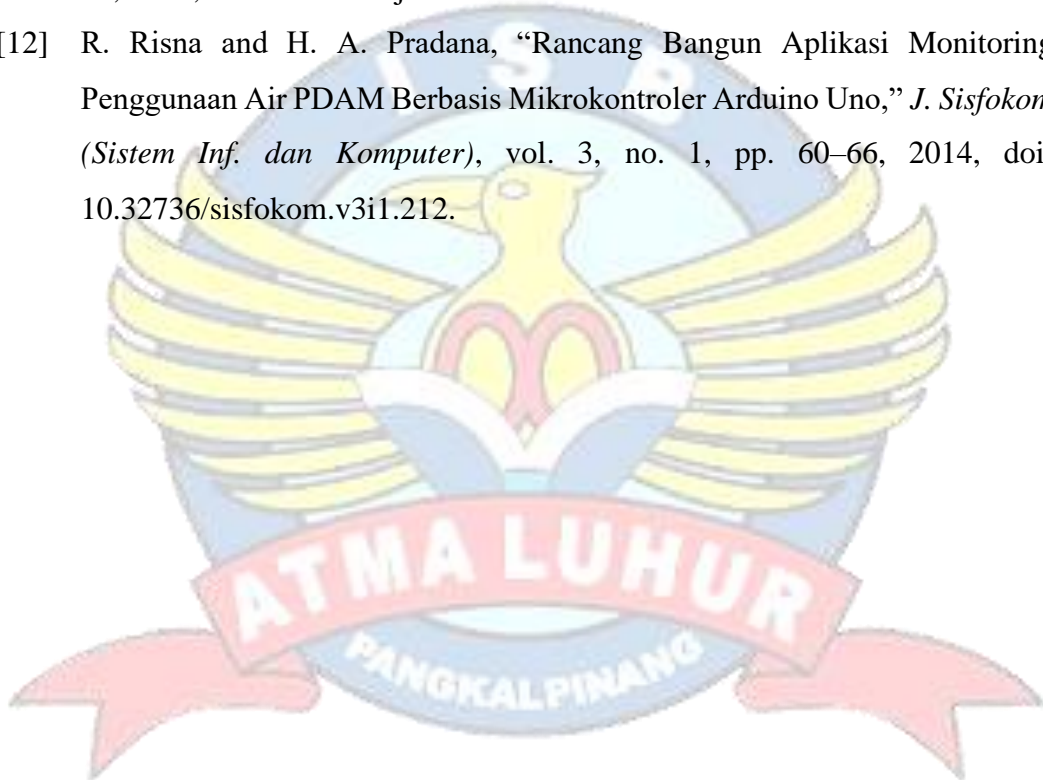 [12] R. Risna and H. A. Pradana, “Rancang Bangun Aplikasi Monitoring
Penggunaan Air PDAM Berbasis Mikrokontroler Arduino Uno,” J. Sisfokom
(Sistem Inf. dan Komputer), vol. 3, no. 1, pp. 60–66, 2014, doi
10.32736/sisfokom.v3i1.212.
I S B
ATMA LUHUR
PANGKALPINANG